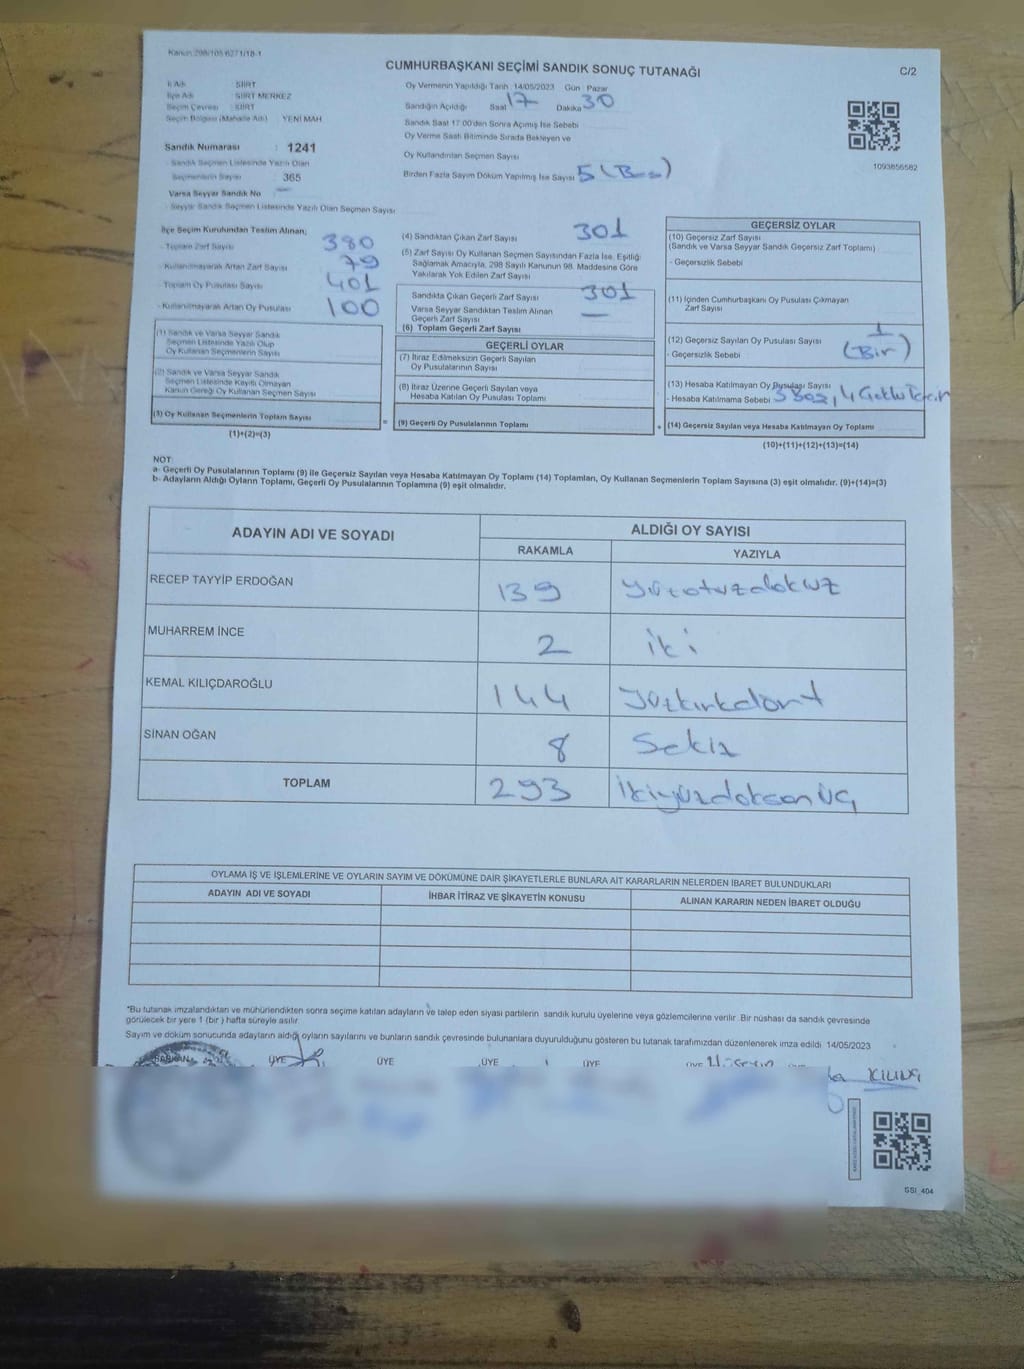 Kanun 298/105 6271/18-1
CUMHURBAŞKANI SEÇİMİ SANDIK SONUÇ TUTANAĞI
C/2
İl Adı SİİRT
İlçe Adı SİİRT MERKEZ
Seçim Çevresi SİİRT
Seçim Bölgesi (Mahalle Adı) YENİ MAH
Oy Vermenin Yapıldığı Tarih 14/05/2023 Gün Pazar
Sandığın Açıldığı Saat 17 Dakika 30
Sandık Saat 17 00'den Sonra Açılmış İse Sebebi
Oy Verme Saati Bitiminde Sırada Bekleyen ve
Oy Kullandırılan Seçmen Sayısı
Birden Fazla Sayım Döküm Yapılmış İse Sayısı 5 (Beş)
1093856582
Sandık Numarası : 1241
Sandık Seçmen Listesinde Yazılı Olan
Seçmenlerin Sayısı 365
Varsa Seyyar Sandık No —
- Seyyar Sandık Seçmen Listesinde Yazılı Olan Seçmen Sayısı
İlçe Seçim Kurulundan Teslim Alınan;
- Toplam Zarf Sayısı 380
- Kullanılmayarak Artan Zarf Sayısı 79
- Toplam Oy Pusulası Sayısı 401
- Kullanılmayarak Artan Oy Pusulası 100
(1) Sandık ve Varsa Seyyar Sandık
Seçmen Listesinde Yazılı Olup
Oy Kullanan Seçmenlerin Sayısı
(2) Sandık ve Varsa Seyyar Sandık
Seçmen Listesinde Kayıtlı Olmayan
Kanun Gereği Oy Kullanan Seçmen Sayısı
(3) Oy Kullanan Seçmenlerin Toplam Sayısı
(1)+(2)=(3)
(4) Sandıktan Çıkan Zarf Sayısı 301
(5) Zarf Sayısı Oy Kullanan Seçmen Sayısından Fazla İse, Eşitliği
Sağlamak Amacıyla, 298 Sayılı Kanunun 98. Maddesine Göre
Yakılarak Yok Edilen Zarf Sayısı
Sandıkta Çıkan Geçerli Zarf Sayısı 301
Varsa Seyyar Sandıktan Teslim Alınan
Geçerli Zarf Sayısı —
(6) Toplam Geçerli Zarf Sayısı
GEÇERLİ OYLAR
(7) İtiraz Edilmeksizin Geçerli Sayılan
Oy Pusulalarının Sayısı
(8) İtiraz Üzerine Geçerli Sayılan veya
Hesaba Katılan Oy Pusulası Toplamı
= (9) Geçerli Oy Pusulalarının Toplamı
GEÇERSİZ OYLAR
(10) Geçersiz Zarf Sayısı
(Sandık ve Varsa Seyyar Sandık Geçersiz Zarf Toplamı)
- Geçersizlik Sebebi
(11) İçinden Cumhurbaşkanı Oy Pusulası Çıkmayan
Zarf Sayısı
(12) Geçersiz Sayılan Oy Pusulası Sayısı 1
- Geçersizlik Sebebi (Bir)
(13) Hesaba Katılmayan Oy Pusulası Sayısı
- Hesaba Katılmama Sebebi
+ (14) Geçersiz Sayılan veya Hesaba Katılmayan Oy Toplamı
(10)+(11)+(12)+(13)=(14)
NOT
a- Geçerli Oy Pusulalarının Toplamı (9) ile Geçersiz Sayılan veya Hesaba Katılmayan Oy Toplamı (14) Toplamları, Oy Kullanan Seçmenlerin Toplam Sayısına (3) eşit olmalıdır. (9)+(14)=(3)
b- Adayların Aldığı Oyların Toplamı, Geçerli Oy Pusulalarının Toplamına (9) eşit olmalıdır.
ADAYIN ADI VE SOYADI
ALDIĞI OY SAYISI
RAKAMLA YAZIYLA
RECEP TAYYİP ERDOĞAN 139 yüzotuzdokuz
MUHARREM İNCE 2 iki
KEMAL KILIÇDAROĞLU 144 yüzkırkdört
SİNAN OĞAN 8 Sekiz
TOPLAM 293 ikiyüzdoksanüç
OYLAMA İŞ VE İŞLEMLERİNE VE OYLARIN SAYIM VE DÖKÜMÜNE DAİR ŞİKAYETLERLE BUNLARA AİT KARARLARIN NELERDEN İBARET BULUNDUKLARI
ADAYIN ADI VE SOYADI İHBAR İTİRAZ VE ŞİKAYETİN KONUSU ALINAN KARARIN NEDEN İBARET OLDUĞU
*Bu tutanak imzalandıktan ve mühürlendikten sonra seçime katılan adayların ve talep eden siyasi partilerin sandık kurulu üyelerine veya gözlemcilerine verilir. Bir nüshası da sandık çevresinde
görülecek bir yere 1 (bir) hafta süreyle asılır.
Sayım ve döküm sonucunda adayların aldığı oyların sayılarını ve bunların sandık çevresinde bulunanlara duyurulduğunu gösteren bu tutanak tarafımızdan düzenlenerek imza edildi. 14/05/2023
BAŞKAN ÜYE ÜYE ÜYE ÜYE ÜYE
KILINÇ
SSI_404